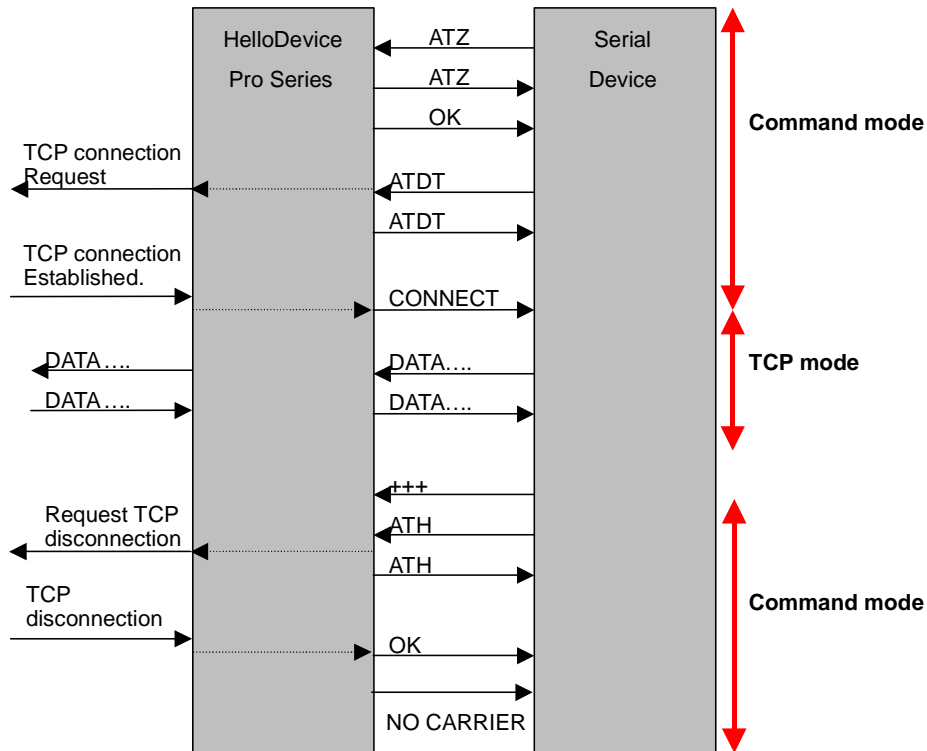 HelloDevice
Pro Series
Serial
Device
ATZ
ATZ
OK
Command mode
TCP connection
Request
ATDT
ATDT
TCP connection
Established.
CONNECT
DATA….
DATA….
TCP mode
DATA….
DATA….
+++
Request TCP
disconnection
ATH
ATH
TCP
disconnection
Command mode
OK
NO CARRIER